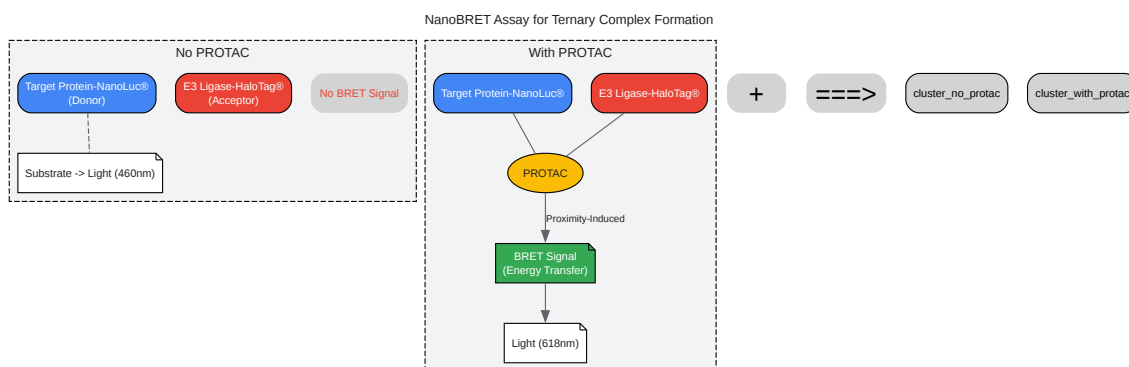 NanoBRET Assay for Ternary Complex Formation
No PROTAC
Target Protein-NanoLuc®
(Donor)
E3 Ligase-HaloTag®
(Acceptor)
No BRET Signal
Substrate -> Light (460nm)
With PROTAC
Target Protein-NanoLuc®
E3 Ligase-HaloTag®
PROTAC
Proximity-Induced
BRET Signal
(Energy Transfer)
Light (618nm)
+
===>
cluster_no_protac
cluster_with_protac